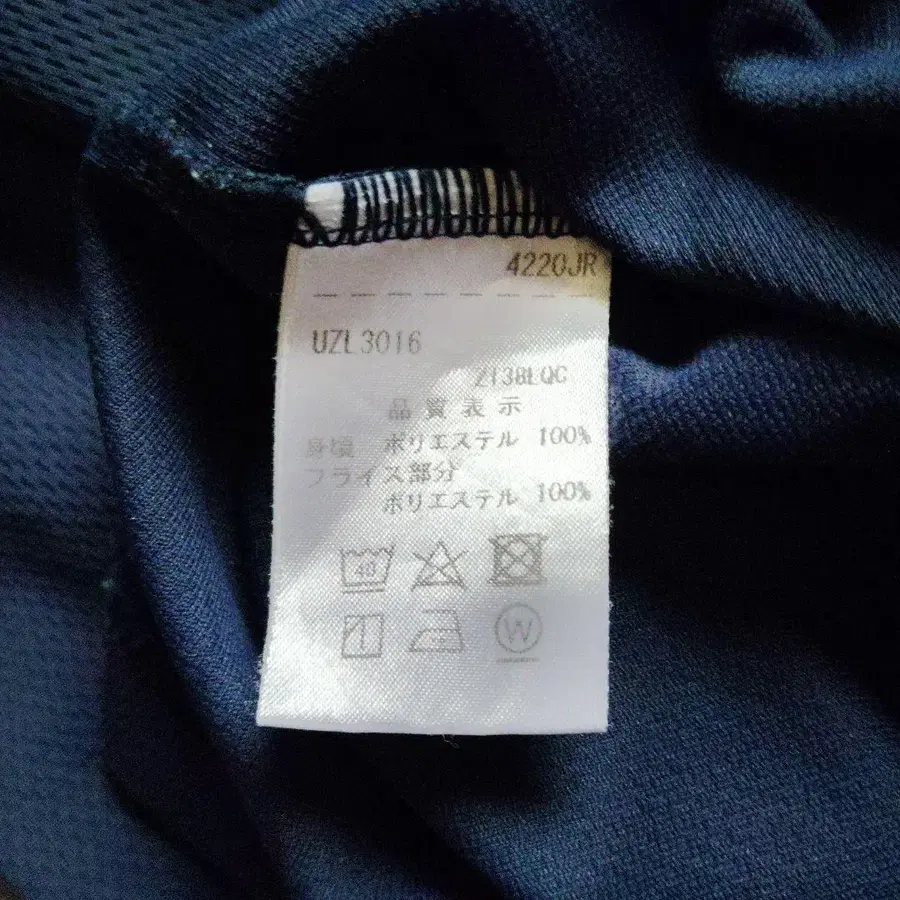 4220JR
UZL3016
Z138LQC
品質表示
身頃 ポリエステル 100%
フライス部分
ポリエステル 100%
40
W